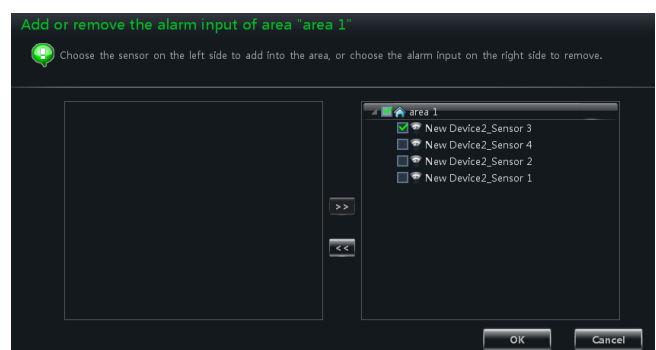 Add or remove the alarm input of area "area 1"
Choose the sensor on the left side to add into the area, or choose the alarm input on the right side to remove.
area 1
New Device2_Sensor 3
New Device2_Sensor 4
New Device2_Sensor 2
New Device2_Sensor 1
>>
<<
OK
Cancel